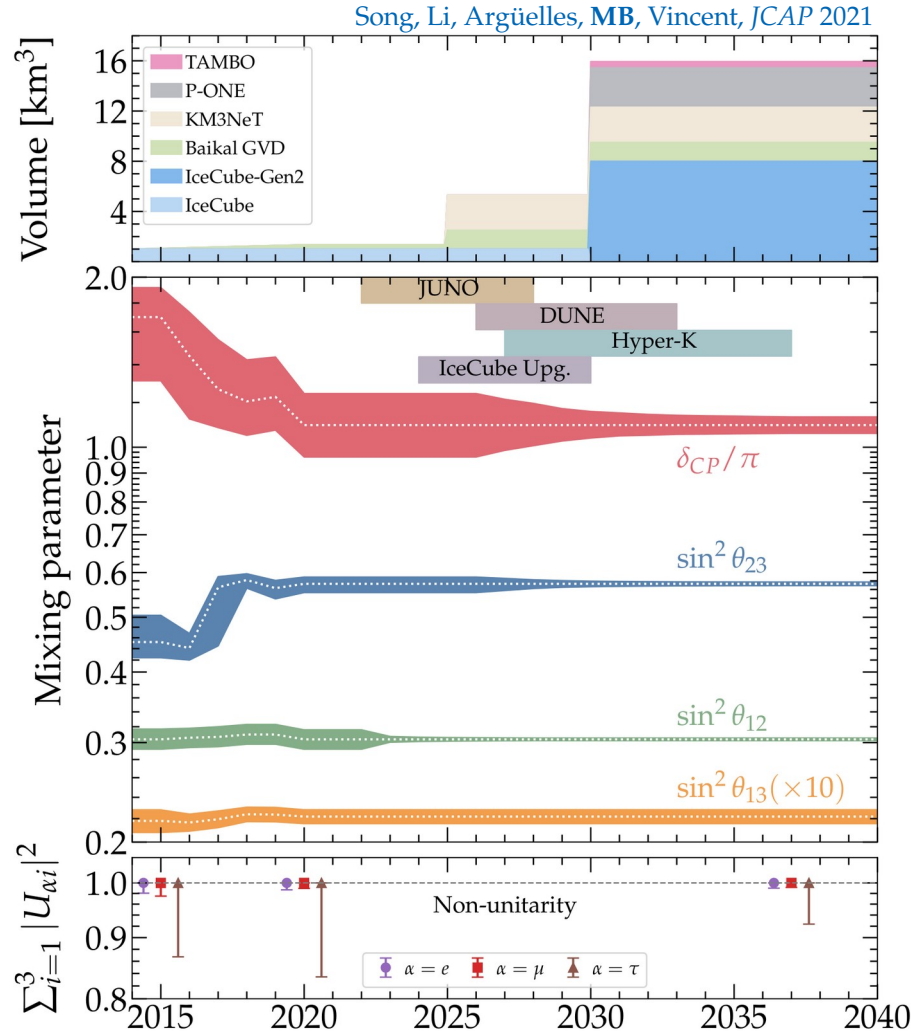 Song, Li, Argüelles, MB, Vincent, JCAP 2021
Volume [km³]
16
12
8
4
TAMBO
P-ONE
KM3NeT
Baikal GVD
IceCube-Gen2
IceCube
Mixing parameter
2.0
1.0
0.9
0.8
0.7
0.6
0.5
0.4
0.3
0.2
JUNO
DUNE
Hyper-K
IceCube Upg.
δ_CP/π
sin² θ₂₃
sin² θ₁₂
sin² θ₁₃(×10)
∑³ᵢ₌₁ |U_αi|²
1.0
0.9
0.8
Non-unitarity
α = e α = μ α = τ
2015 2020 2025 2030 2035 2040